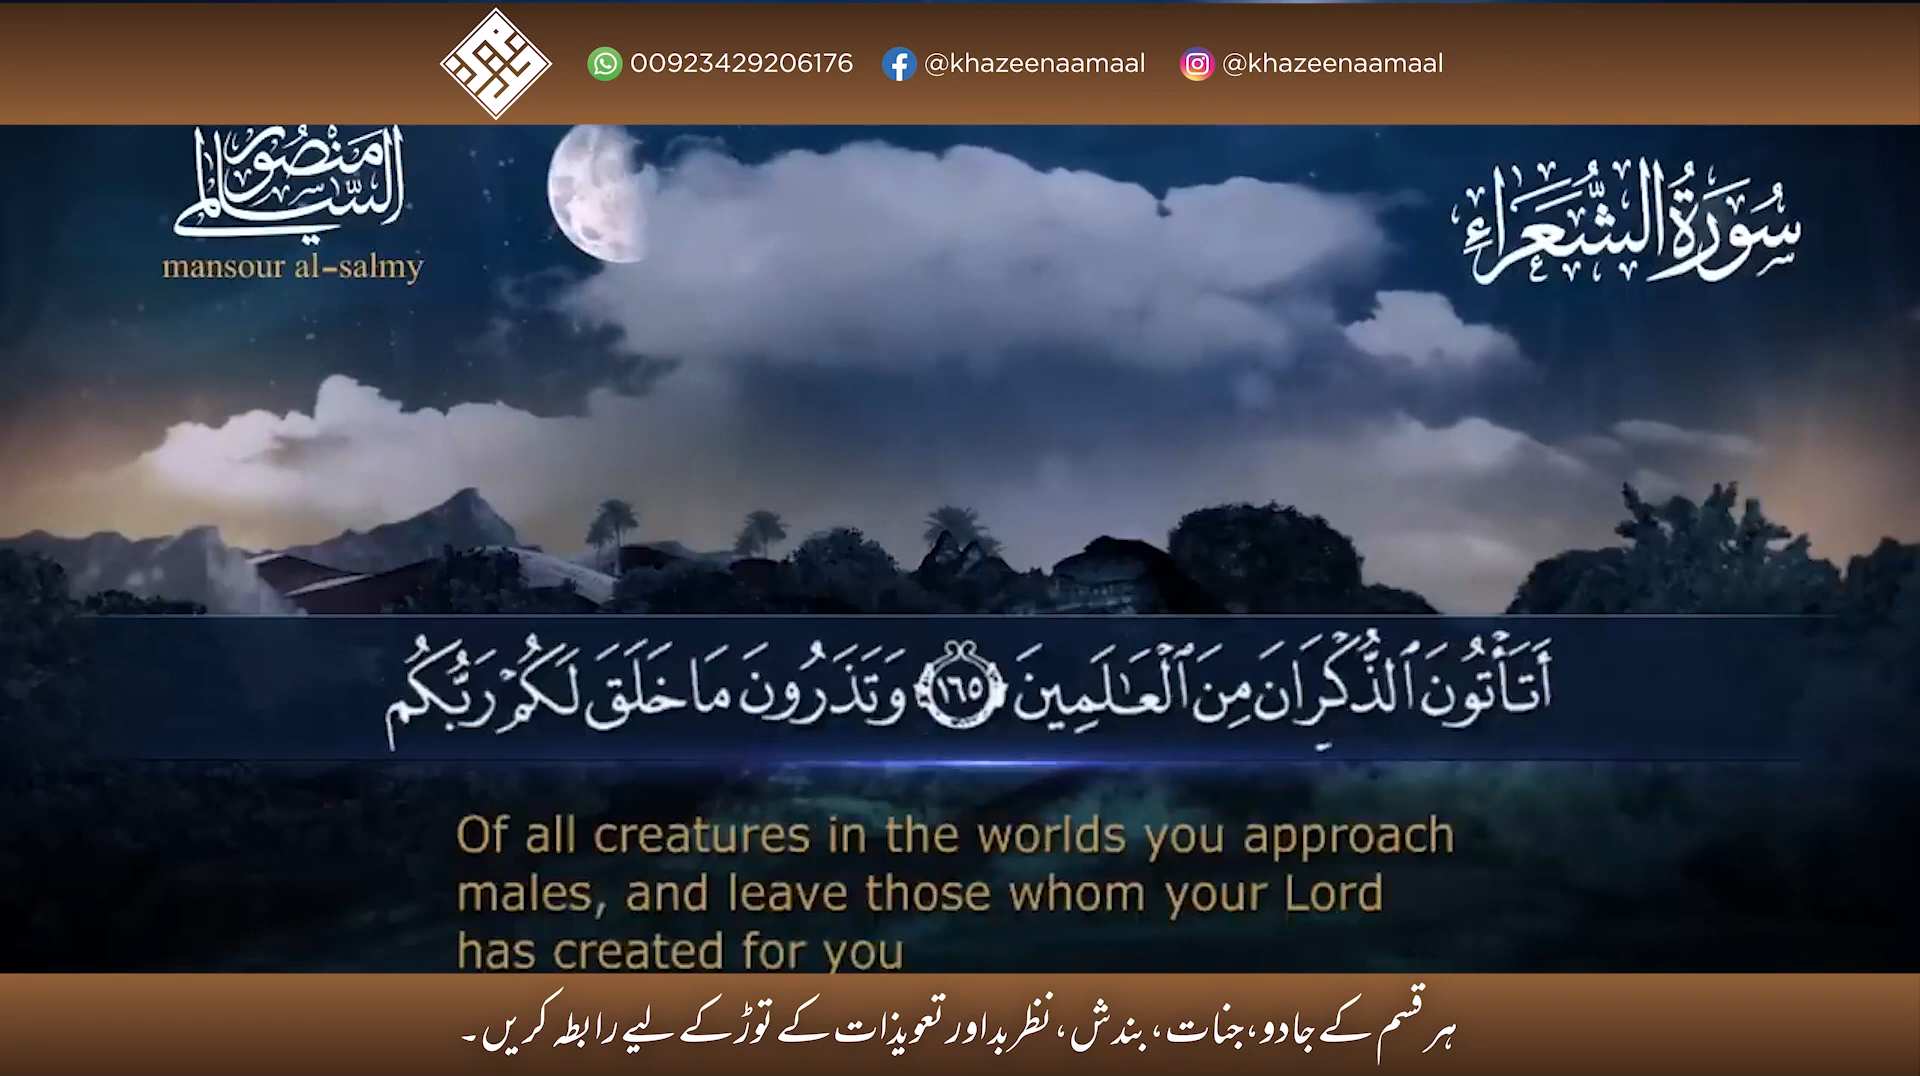 00923429206176 @khazeenaamaal @khazeenaamaal
منصور السالمي
mansour al-salmy
سُورَةُ الشُّعَرَاءِ
أَتَأْتُونَ ٱلذُّكْرَانَ مِنَ ٱلْعَٰلَمِينَ ١٦٥ وَتَذَرُونَ مَا خَلَقَ لَكُمْ رَبُّكُم
Of all creatures in the worlds you approach
males, and leave those whom your Lord
has created for you
ہر قسم کے جادو، جنات، بندش، نظر بد اور تعویذات کے توڑ کے لیے رابطہ کریں۔